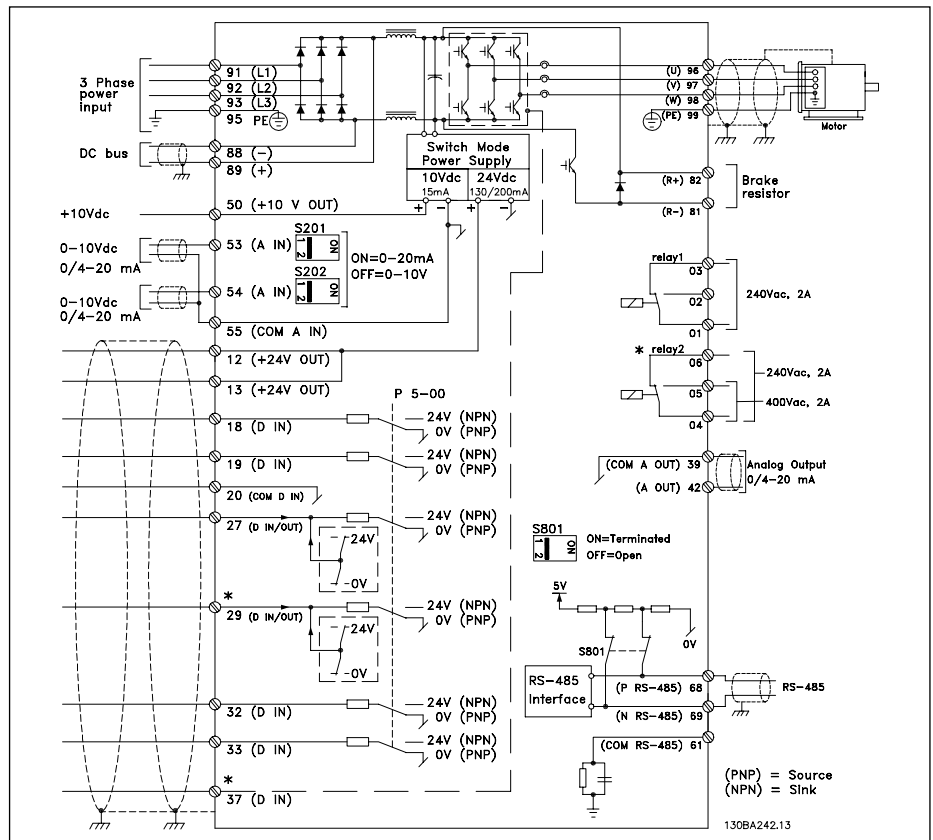 3 Phase
power
input
91 (L1)
92 (L2)
93 (L3)
95 PE
DC bus
88 (-)
89 (+)
Switch Mode
Power Supply
10Vdc
15mA
24Vdc
130/200mA
+ - + -
(U) 96
(V) 97
(W) 98
(PE) 99
Motor
(R+) 82
(R-) 81
Brake
resistor
+10Vdc
50 (+10 V OUT)
0-10Vdc
0/4-20 mA
53 (A IN)
S201
ON
1 2
0-10Vdc
0/4-20 mA
54 (A IN)
S202
ON
1 2
ON=0-20mA
OFF=0-10V
55 (COM A IN)
12 (+24V OUT)
13 (+24V OUT)
P 5-00
18 (D IN)
24V (NPN)
0V (PNP)
19 (D IN)
24V (NPN)
0V (PNP)
20 (COM D IN)
27 (D IN/OUT)
24V (NPN)
0V (PNP)
24V
0V
*
29 (D IN/OUT)
24V (NPN)
0V (PNP)
24V
0V
32 (D IN)
24V (NPN)
0V (PNP)
33 (D IN)
24V (NPN)
0V (PNP)
*
37 (D IN)
relay1
03
02
01
240Vac, 2A
* relay2
06
05
04
240Vac, 2A
400Vac, 2A
(COM A OUT) 39
(A OUT) 42
Analog Output
0/4-20 mA
S801
ON
1 2
ON=Terminated
OFF=Open
5V
S801
0V
RS-485
Interface
(P RS-485) 68
(N RS-485) 69
(COM RS-485) 61
RS-485
(PNP) = Source
(NPN) = Sink
130BA242.13